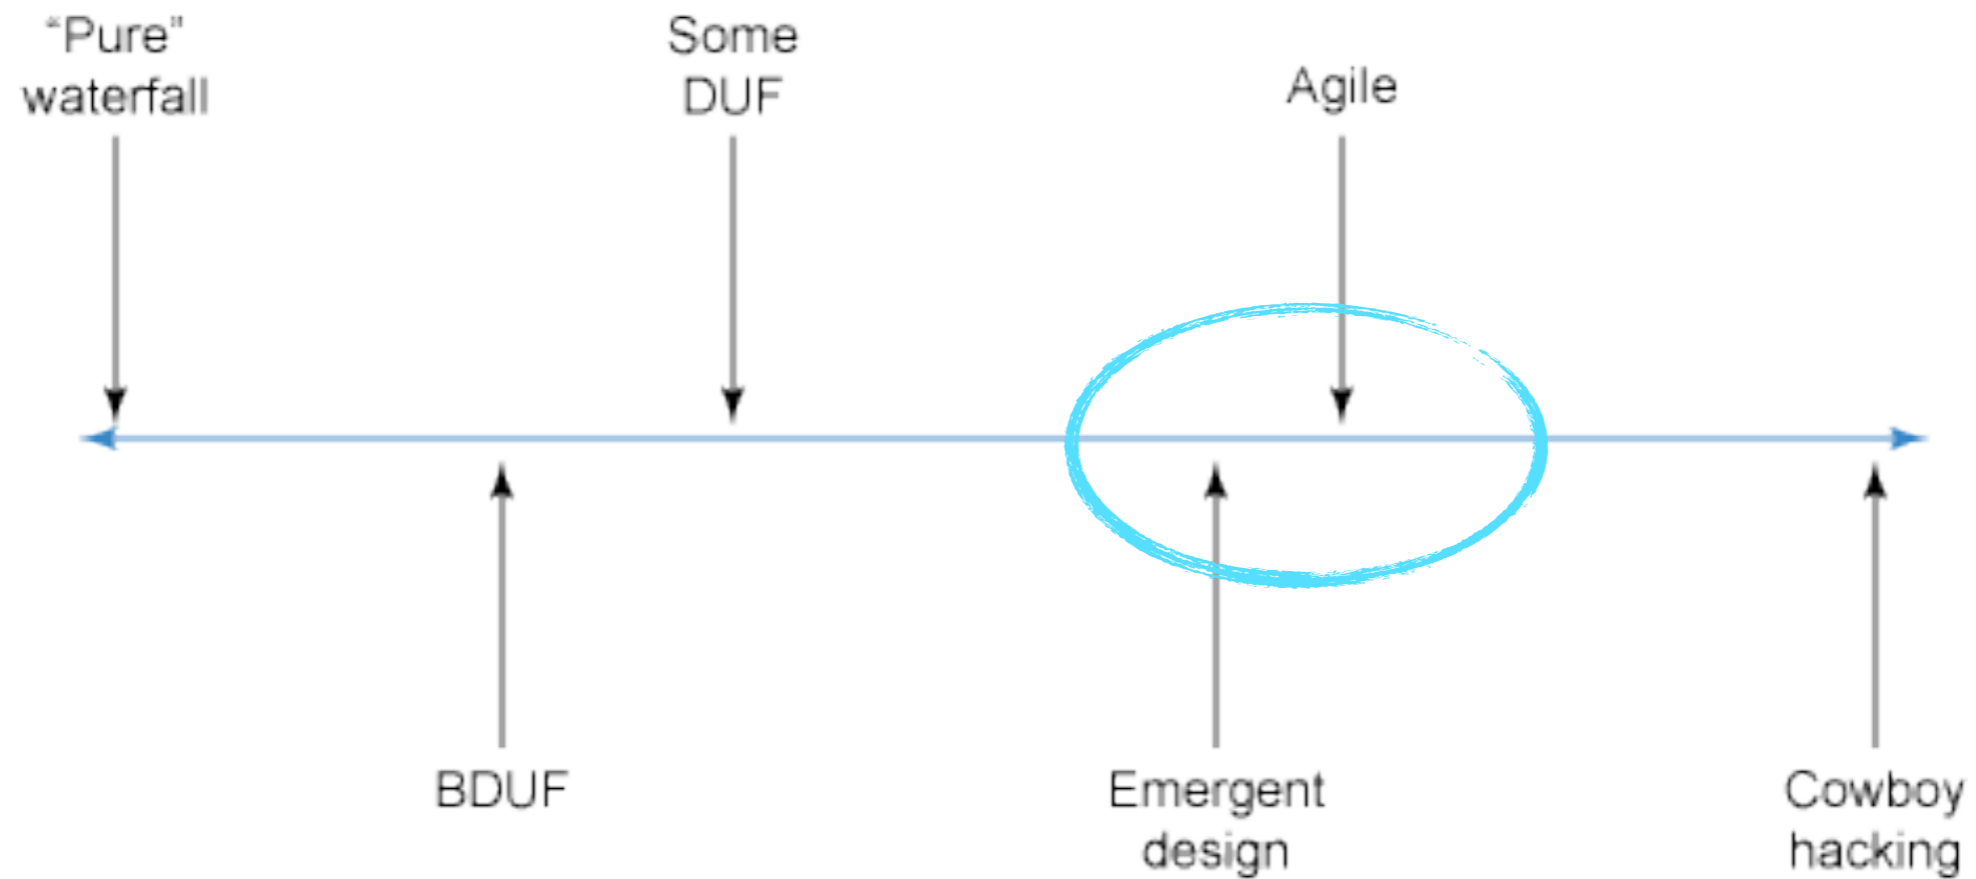 “Pure”
waterfall
Some
DUF
Agile
BDUF
Emergent
design
Cowboy
hacking